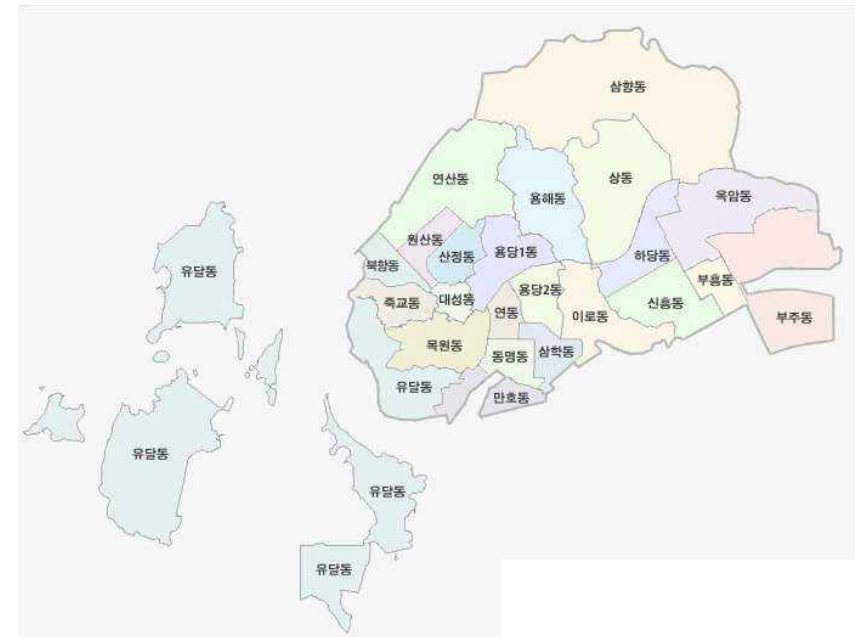 삼향동
연산동
상동
용해동
옥암동
원산동
산정동
용당1동
하당동
북항동
유달동
부흥동
죽교동
대성동
용당2동
신흥동
연동
이로동
부주동
목원동
동명동
삼학동
유달동
만호동
유달동
유달동
유달동